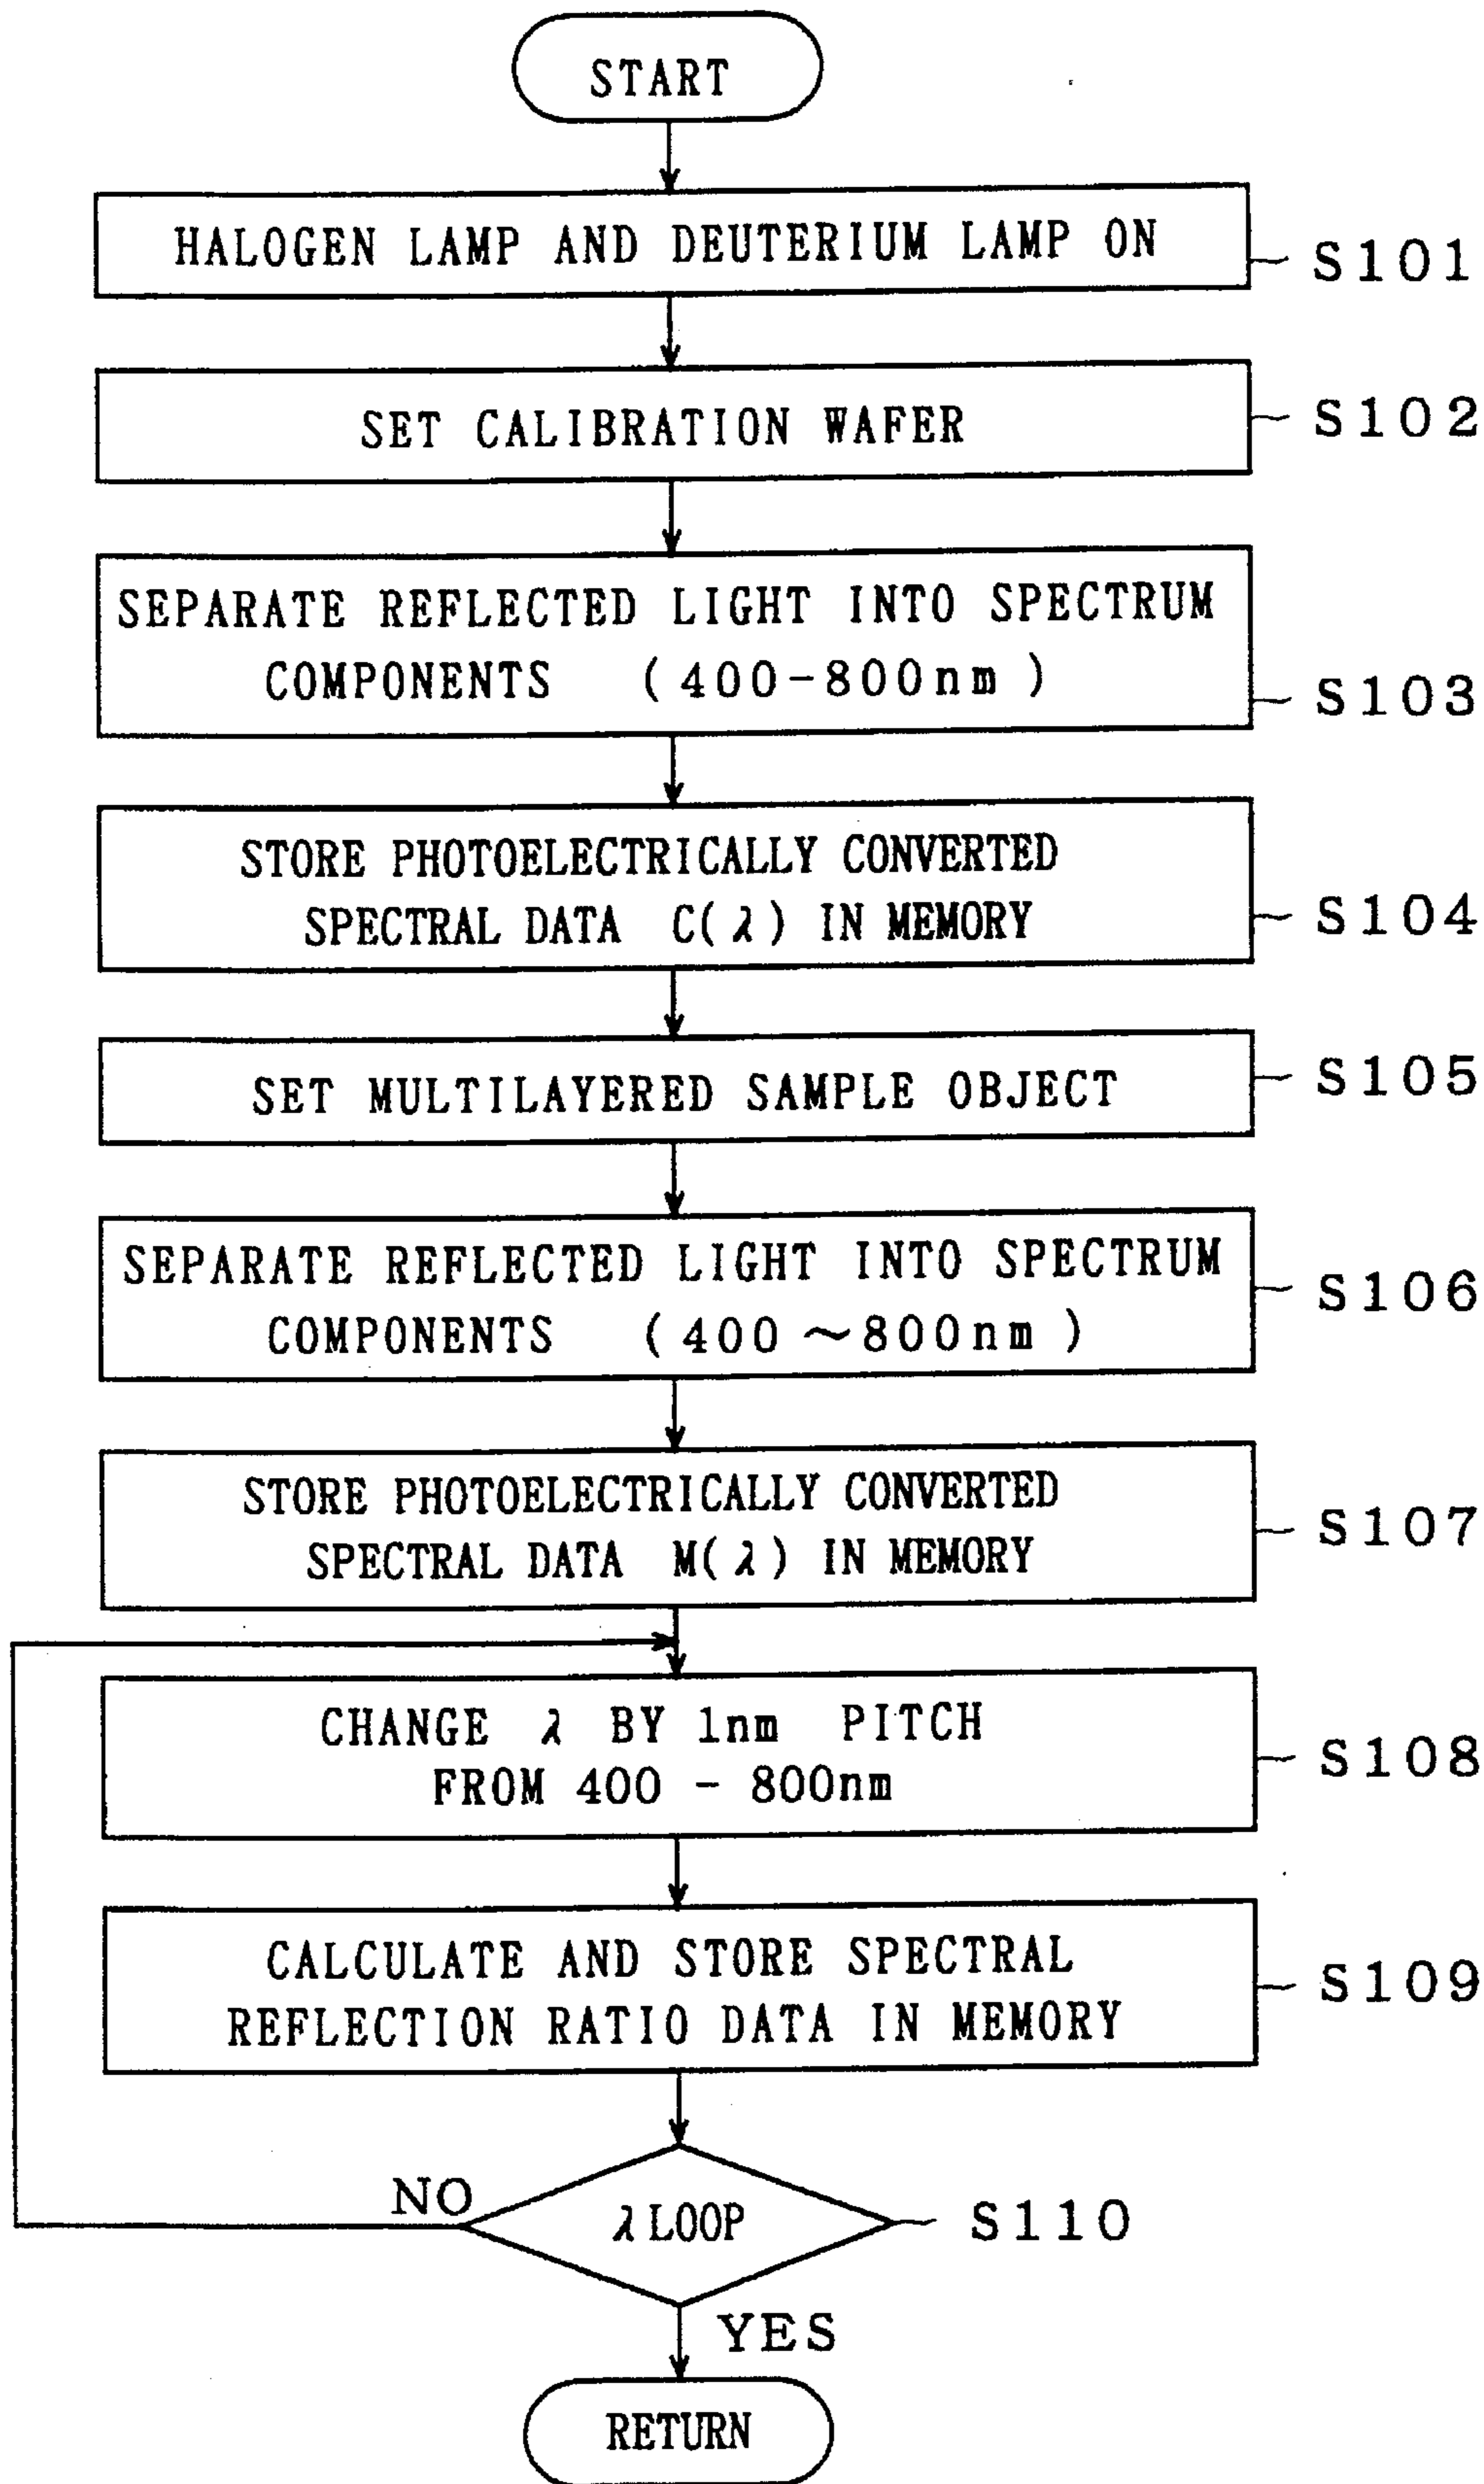 START
HALOGEN LAMP AND DEUTERIUM LAMP ON
S101
SET CALIBRATION WAFER
S102
SEPARATE REFLECTED LIGHT INTO SPECTRUM
COMPONENTS (400-800nm)
S103
STORE PHOTOELECTRICALLY CONVERTED
SPECTRAL DATA C(λ) IN MEMORY
S104
SET MULTILAYERED SAMPLE OBJECT
S105
SEPARATE REFLECTED LIGHT INTO SPECTRUM
COMPONENTS (400 ~800nm)
S106
STORE PHOTOELECTRICALLY CONVERTED
SPECTRAL DATA M(λ) IN MEMORY
S107
CHANGE λ BY 1nm PITCH
FROM 400 - 800nm
S108
CALCULATE AND STORE SPECTRAL
REFLECTION RATIO DATA IN MEMORY
S109
NO
λ LOOP
S110
YES
RETURN